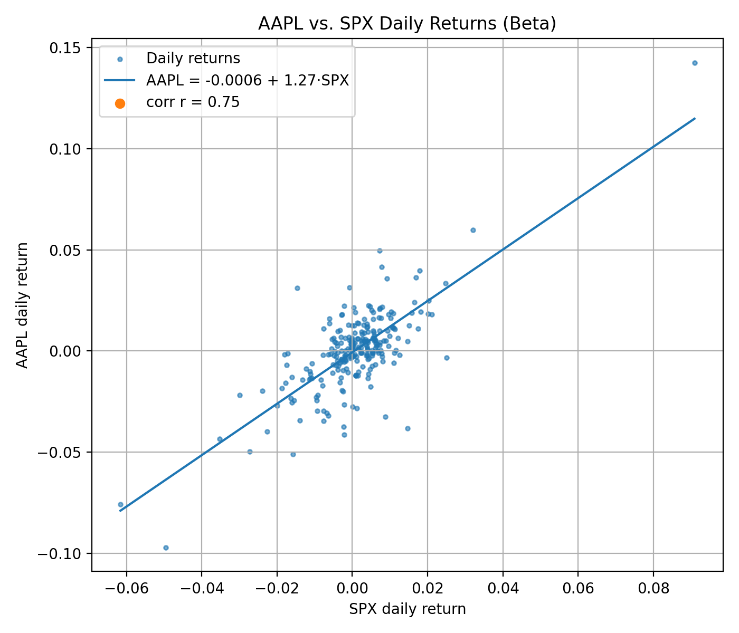 AAPL vs. SPX Daily Returns (Beta)
Daily returns
AAPL = -0.0006 + 1.27·SPX
corr r = 0.75
AAPL daily return
0.15
0.10
0.05
0.00
−0.05
−0.10
−0.06 −0.04 −0.02 0.00 0.02 0.04 0.06 0.08
SPX daily return